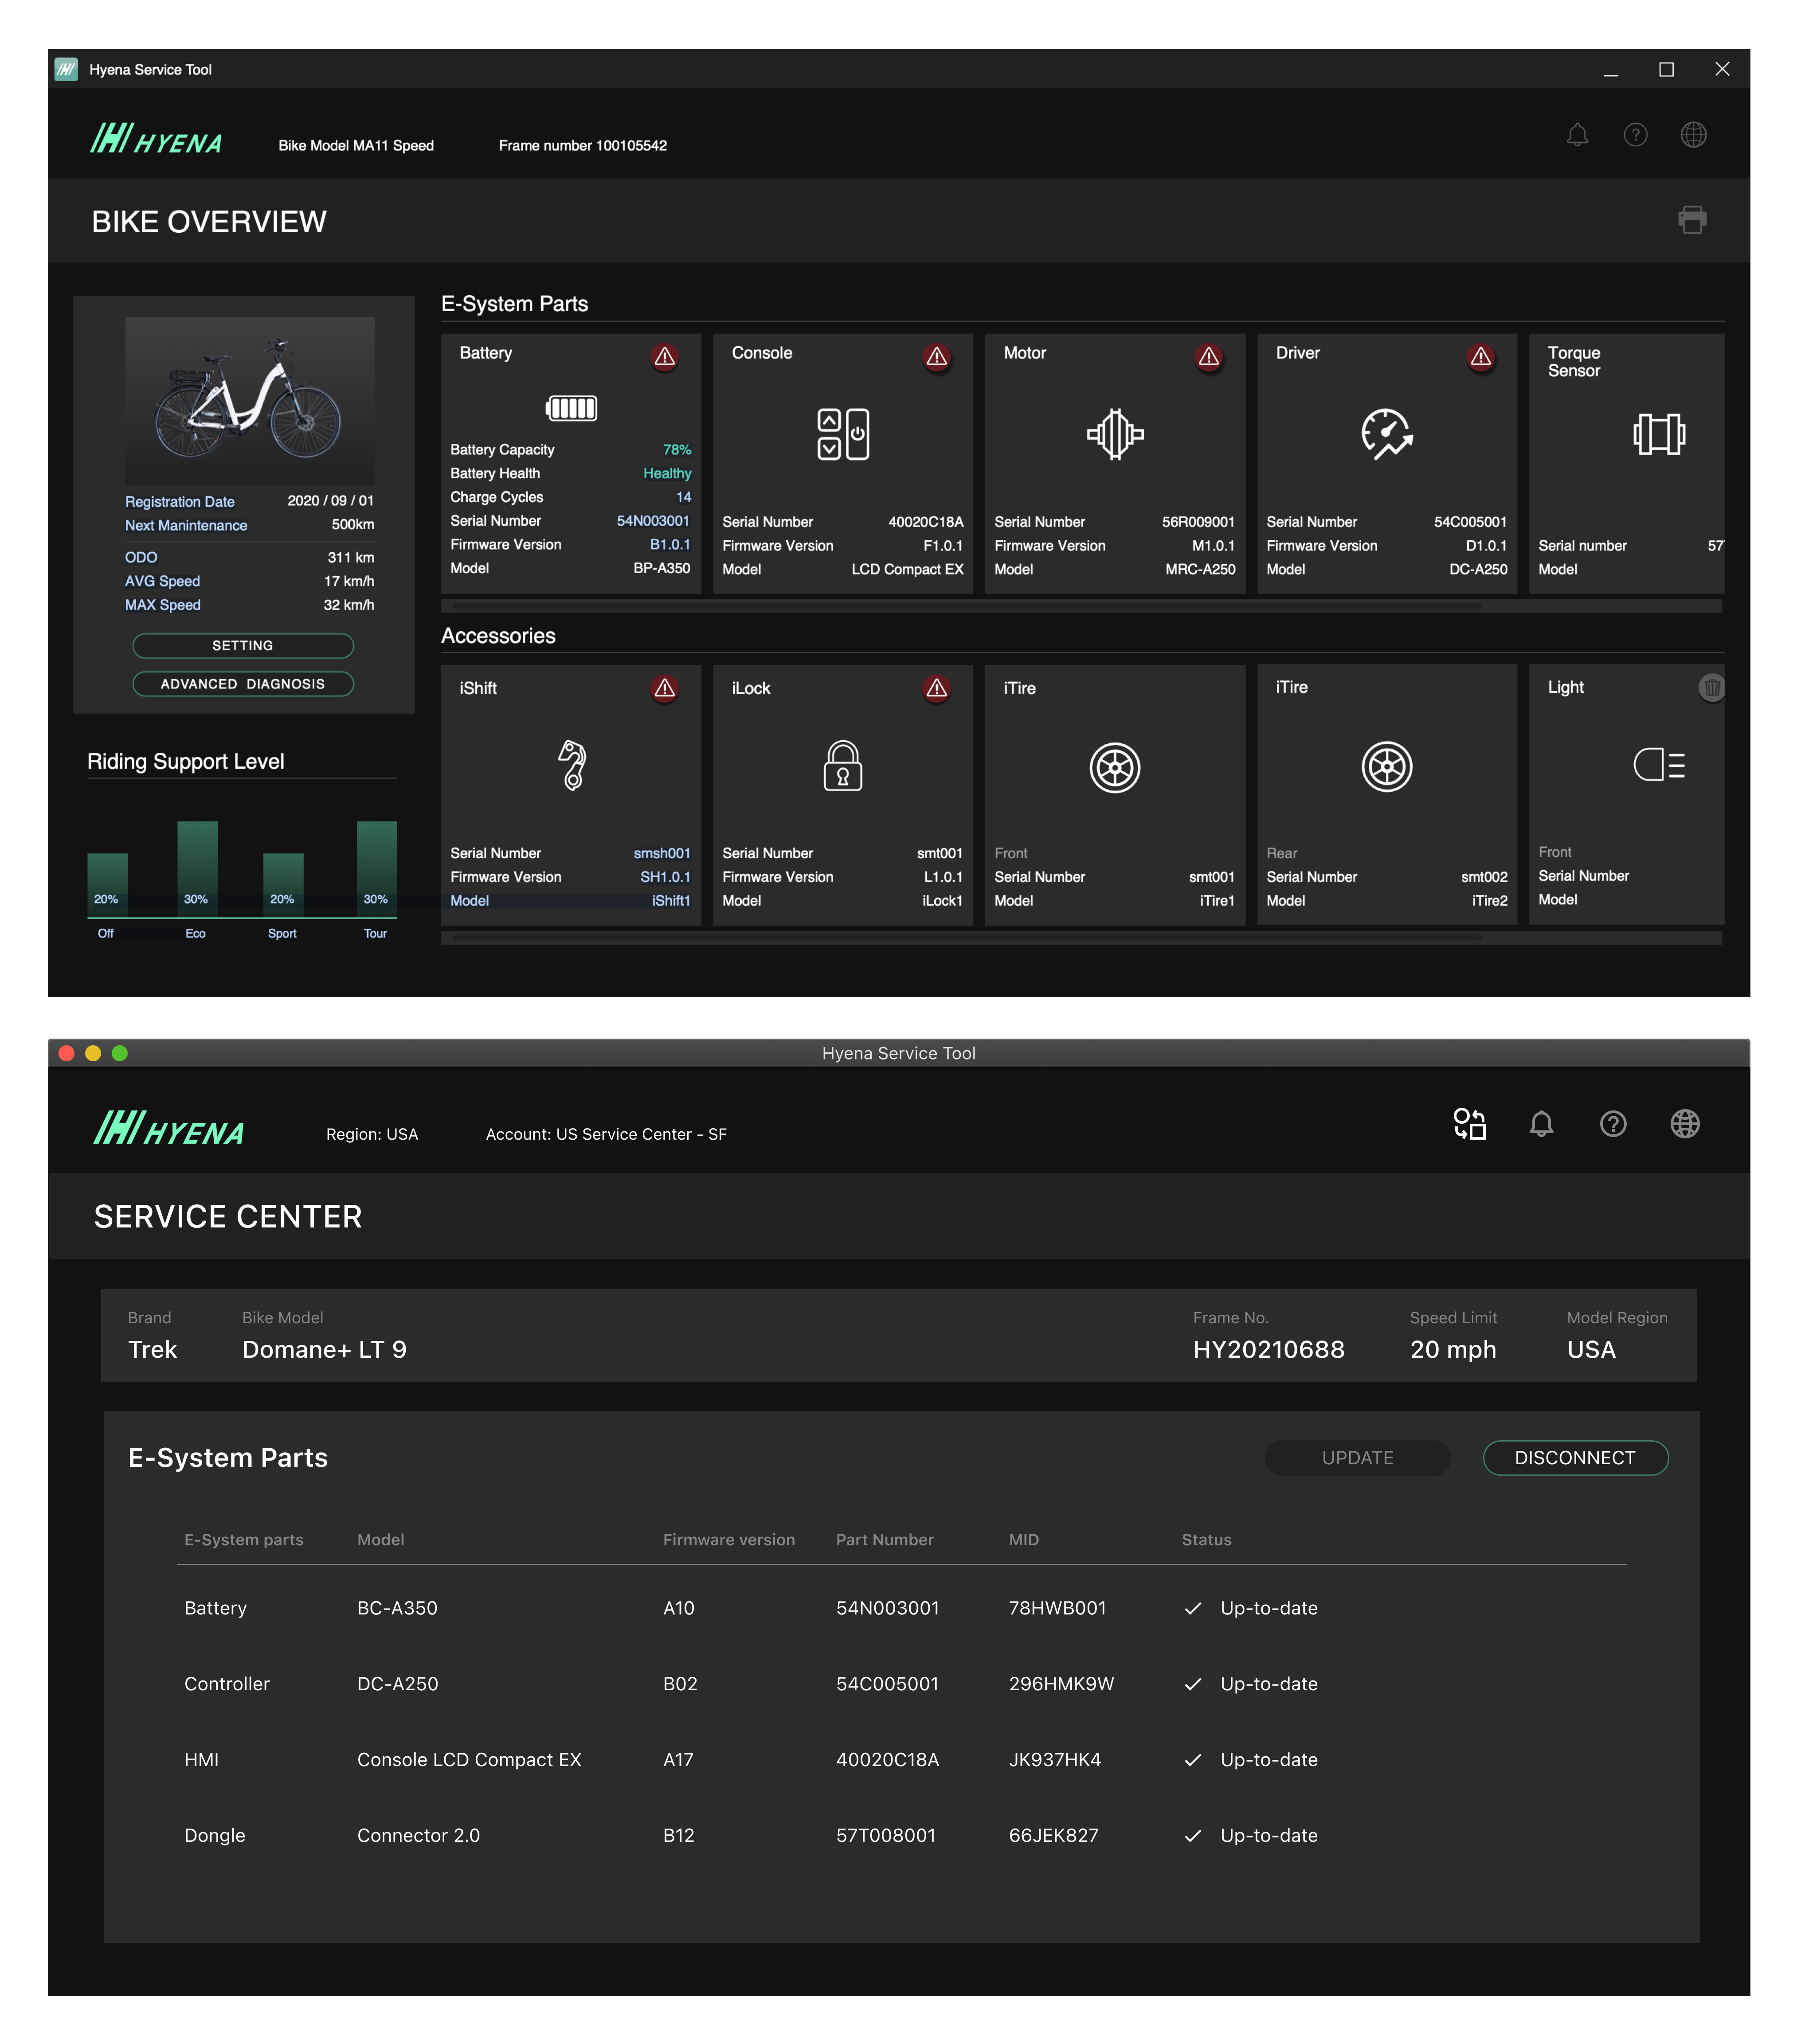 Hyena Service Tool
HYENA
Bike Model MA11 Speed
Frame number 100105542
BIKE OVERVIEW
Registration Date 2020 / 09 / 01
Next Manintenance 500km
ODO 311 km
AVG Speed 17 km/h
MAX Speed 32 km/h
SETTING
ADVANCED DIAGNOSIS
Riding Support Level
20% 30% 20% 30%
Off Eco Sport Tour
E-System Parts
Battery
Battery Capacity 78%
Battery Health Healthy
Charge Cycles 14
Serial Number 54N003001
Firmware Version B1.0.1
Model BP-A350
Console
Serial Number 40020C18A
Firmware Version F1.0.1
Model LCD Compact EX
Motor
Serial Number 56R009001
Firmware Version M1.0.1
Model MRC-A250
Driver
Serial Number 54C005001
Firmware Version D1.0.1
Model DC-A250
Torque
Sensor
Serial number 57
Model
Accessories
iShift
Serial Number smsh001
Firmware Version SH1.0.1
Model iShift1
iLock
Serial Number smt001
Firmware Version L1.0.1
Model iLock1
iTire
Front
Serial Number smt001
Model iTire1
iTire
Rear
Serial Number smt002
Model iTire2
Light
Front
Serial Number
Model
Hyena Service Tool
HYENA
Region: USA
Account: US Service Center - SF
SERVICE CENTER
Brand Bike Model Frame No. Speed Limit Model Region
Trek Domane+ LT 9 HY20210688 20 mph USA
E-System Parts
UPDATE
DISCONNECT
E-System parts Model Firmware version Part Number MID Status
Battery BC-A350 A10 54N003001 78HWB001 Up-to-date
Controller DC-A250 B02 54C005001 296HMK9W Up-to-date
HMI Console LCD Compact EX A17 40020C18A JK937HK4 Up-to-date
Dongle Connector 2.0 B12 57T008001 66JEK827 Up-to-date